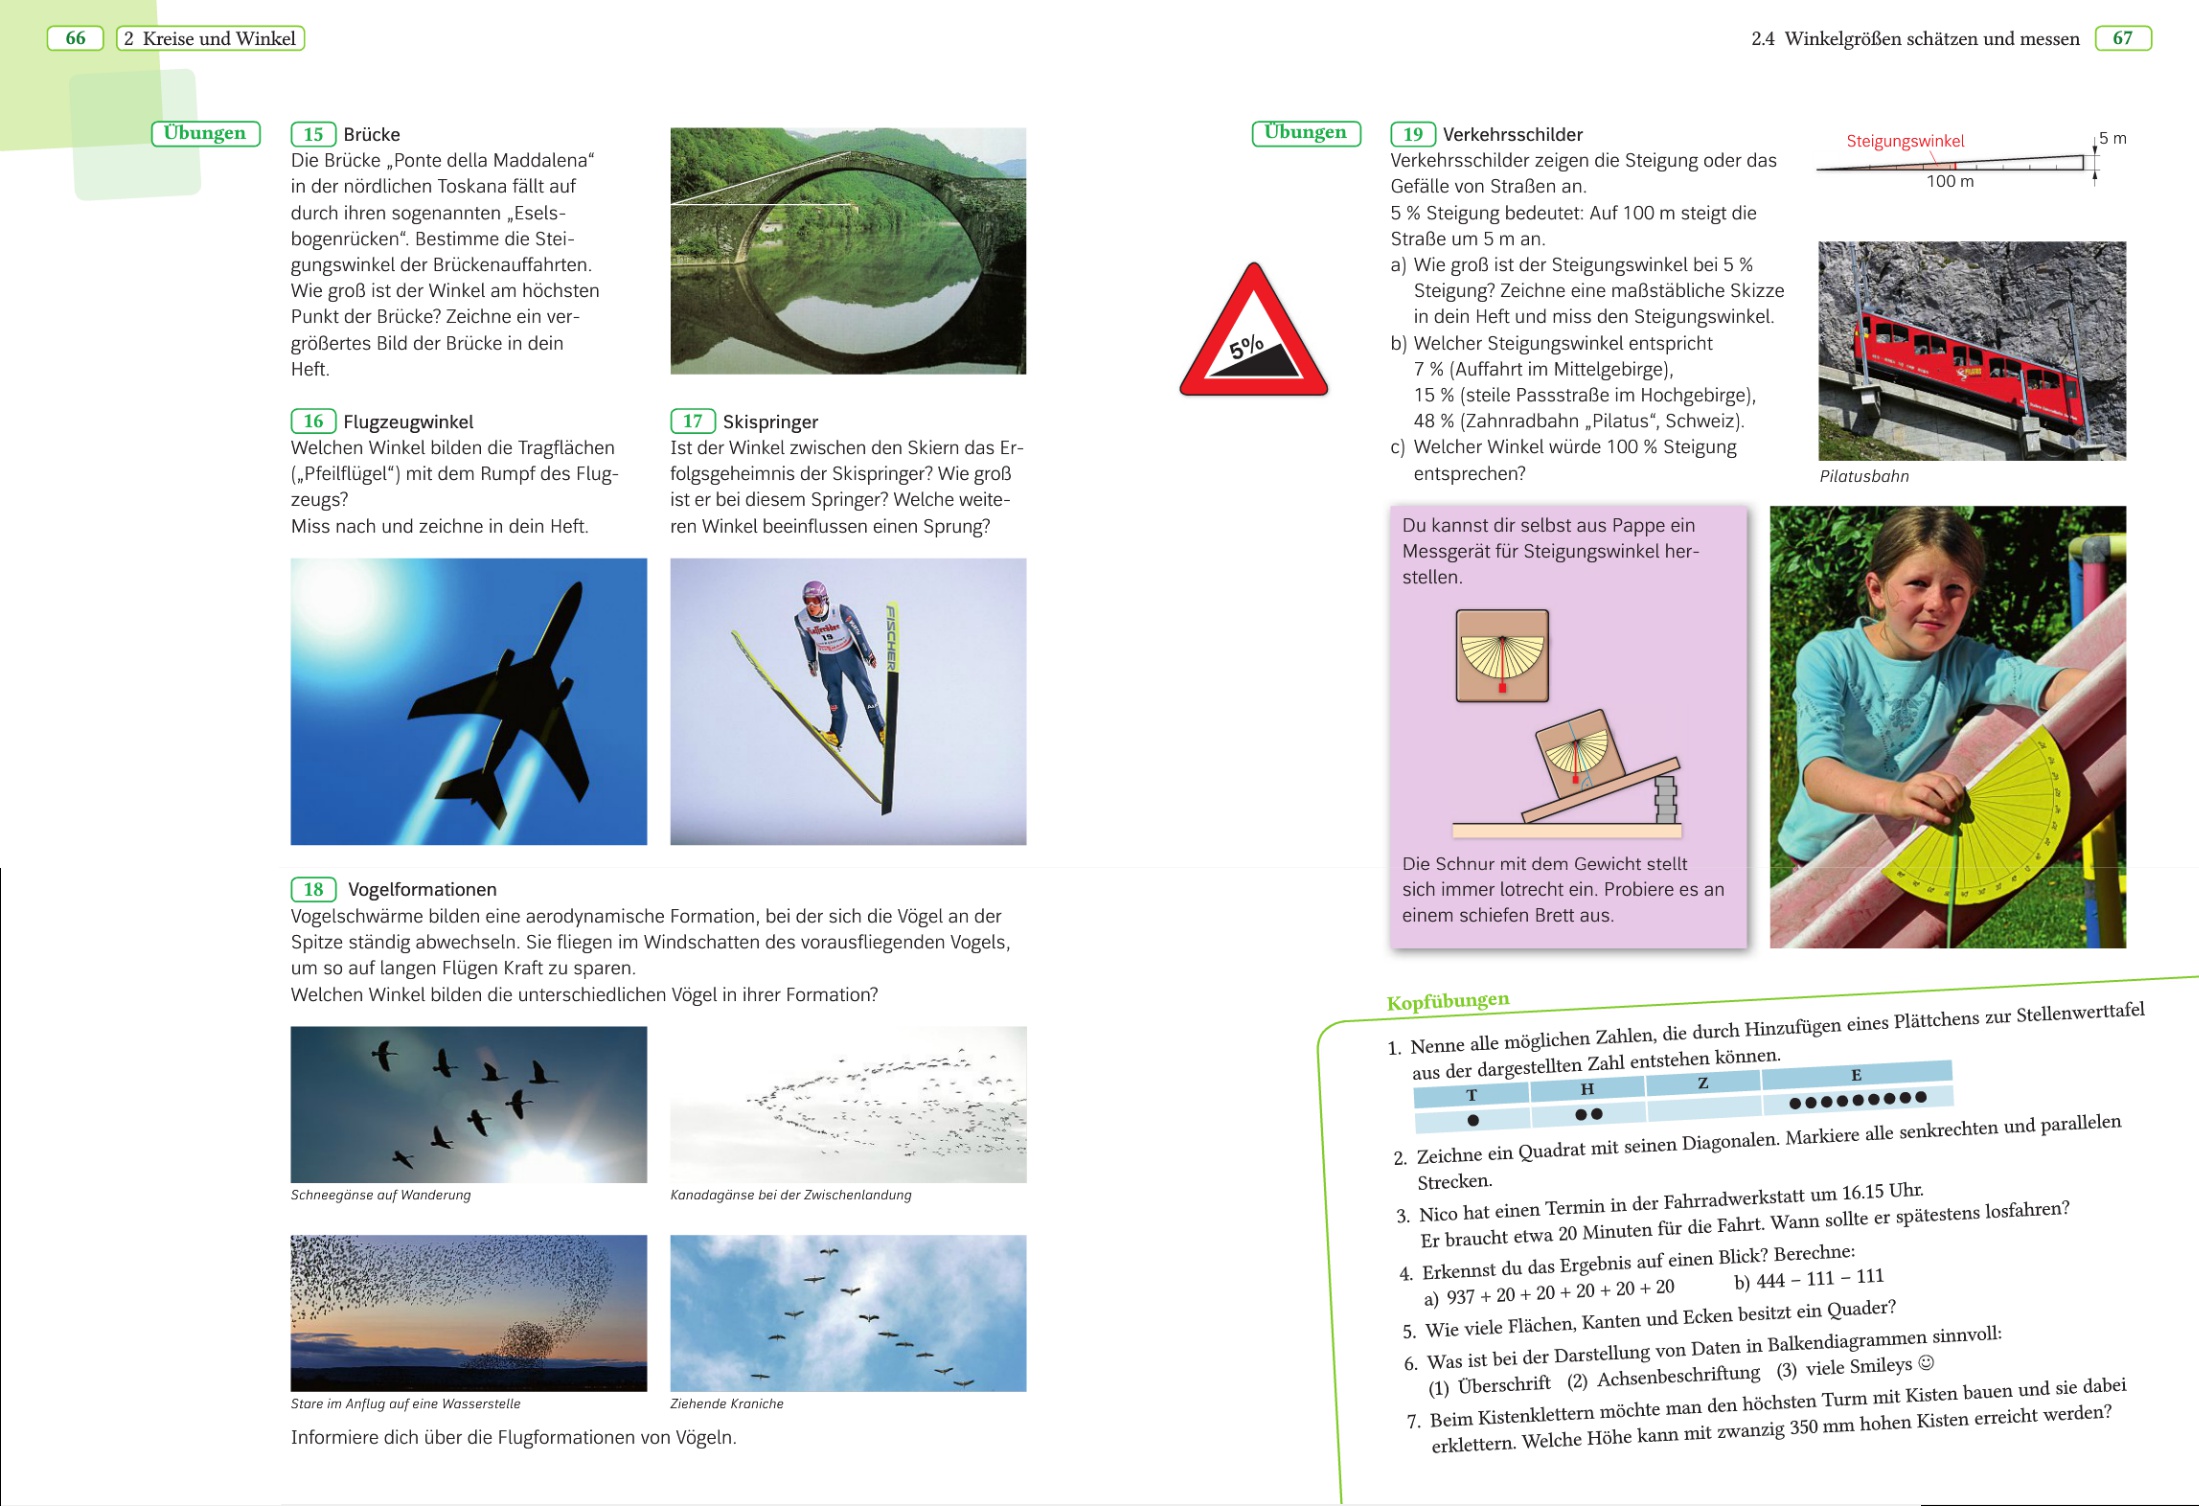 66
2 Kreise und Winkel
Übungen
15 Brücke
Die Brücke „Ponte della Maddalena“
in der nördlichen Toskana fällt auf
durch ihren sogenannten „Esels-
bogenrücken“. Bestimme die Stei-
gungswinkel der Brückenauffahrten.
Wie groß ist der Winkel am höchsten
Punkt der Brücke? Zeichne ein ver-
größertes Bild der Brücke in dein
Heft.
16 Flugzeugwinkel
Welchen Winkel bilden die Tragflächen
(„Pfeilflügel“) mit dem Rumpf des Flug-
zeugs?
Miss nach und zeichne in dein Heft.
17 Skispringer
Ist der Winkel zwischen den Skiern das Er-
folgsgeheimnis der Skispringer? Wie groß
ist er bei diesem Springer? Welche weite-
ren Winkel beeinflussen einen Sprung?
FISCHER
19
18 Vogelformationen
Vogelschwärme bilden eine aerodynamische Formation, bei der sich die Vögel an der
Spitze ständig abwechseln. Sie fliegen im Windschatten des vorausfliegenden Vogels,
um so auf langen Flügen Kraft zu sparen.
Welchen Winkel bilden die unterschiedlichen Vögel in ihrer Formation?
Schneegänse auf Wanderung
Kanadagänse bei der Zwischenlandung
Stare im Anflug auf eine Wasserstelle
Ziehende Kraniche
Informiere dich über die Flugformationen von Vögeln.
2.4 Winkelgrößen schätzen und messen
67
Übungen
19 Verkehrsschilder
Verkehrsschilder zeigen die Steigung oder das
Gefälle von Straßen an.
5 % Steigung bedeutet: Auf 100 m steigt die
Straße um 5 m an.
a) Wie groß ist der Steigungswinkel bei 5 %
Steigung? Zeichne eine maßstäbliche Skizze
in dein Heft und miss den Steigungswinkel.
b) Welcher Steigungswinkel entspricht
7 % (Auffahrt im Mittelgebirge),
15 % (steile Passstraße im Hochgebirge),
48 % (Zahnradbahn „Pilatus“, Schweiz).
c) Welcher Winkel würde 100 % Steigung
entsprechen?
5%
Steigungswinkel
5 m
100 m
Pilatusbahn
Du kannst dir selbst aus Pappe ein
Messgerät für Steigungswinkel her-
stellen.
Die Schnur mit dem Gewicht stellt
sich immer lotrecht ein. Probiere es an
einem schiefen Brett aus.
Kopfübungen
1. Nenne alle möglichen Zahlen, die durch Hinzufügen eines Plättchens zur Stellenwerttafel
aus der dargestellten Zahl entstehen können.
T H Z E
2. Zeichne ein Quadrat mit seinen Diagonalen. Markiere alle senkrechten und parallelen
Strecken.
3. Nico hat einen Termin in der Fahrradwerkstatt um 16.15 Uhr.
Er braucht etwa 20 Minuten für die Fahrt. Wann sollte er spätestens losfahren?
4. Erkennst du das Ergebnis auf einen Blick? Berechne:
a) 937 + 20 + 20 + 20 + 20 + 20 b) 444 – 111 – 111
5. Wie viele Flächen, Kanten und Ecken besitzt ein Quader?
6. Was ist bei der Darstellung von Daten in Balkendiagrammen sinnvoll:
(1) Überschrift (2) Achsenbeschriftung (3) viele Smileys ☺
7. Beim Kistenklettern möchte man den höchsten Turm mit Kisten bauen und sie dabei
erklettern. Welche Höhe kann mit zwanzig 350 mm hohen Kisten erreicht werden?